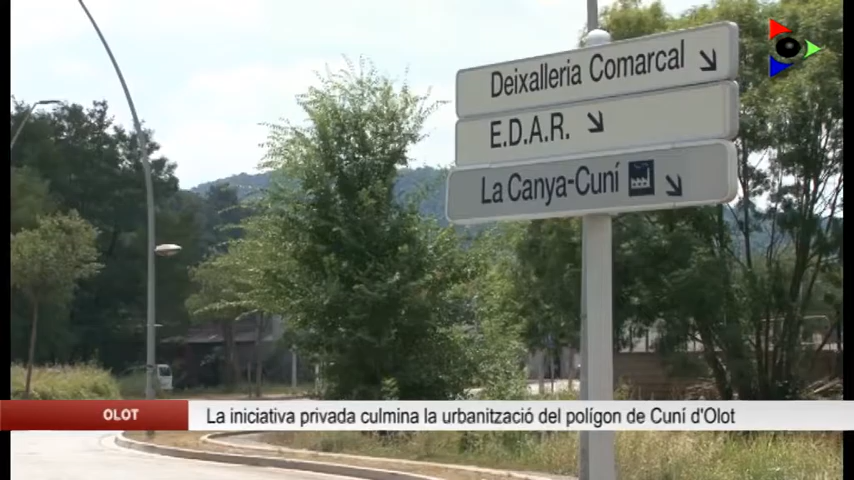 Deixalleria Comarcal
E.D.A.R.
La Canya-Cuní
OLOT
La iniciativa privada culmina la urbanització del polígon de Cuní d'Olot